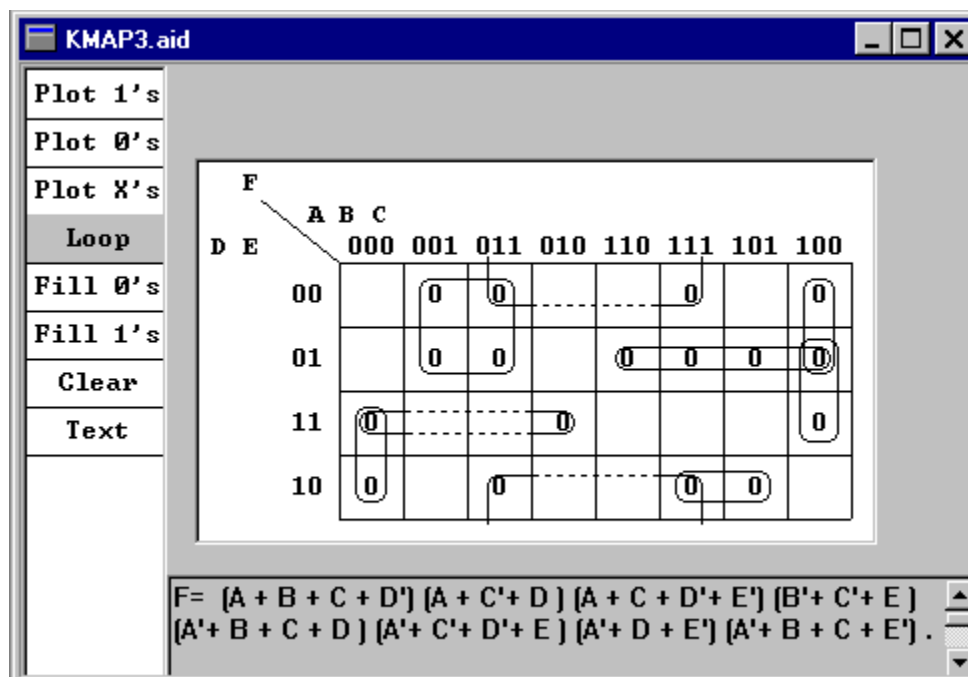 KMAP3.aid
Plot 1's
Plot 0's
Plot X's
Loop
Fill 0's
Fill 1's
Clear
Text
F
A B C
D E 000 001 011 010 110 111 101 100
00 0 0 0 0
01 0 0 0 0 0 0
11 0 0 0
10 0 0 0 0
F= (A + B + C + D') (A + C'+ D ) (A + C + D'+ E') (B'+ C'+ E )
(A'+ B + C + D ) (A'+ C'+ D'+ E ) (A'+ D + E') (A'+ B + C + E') .